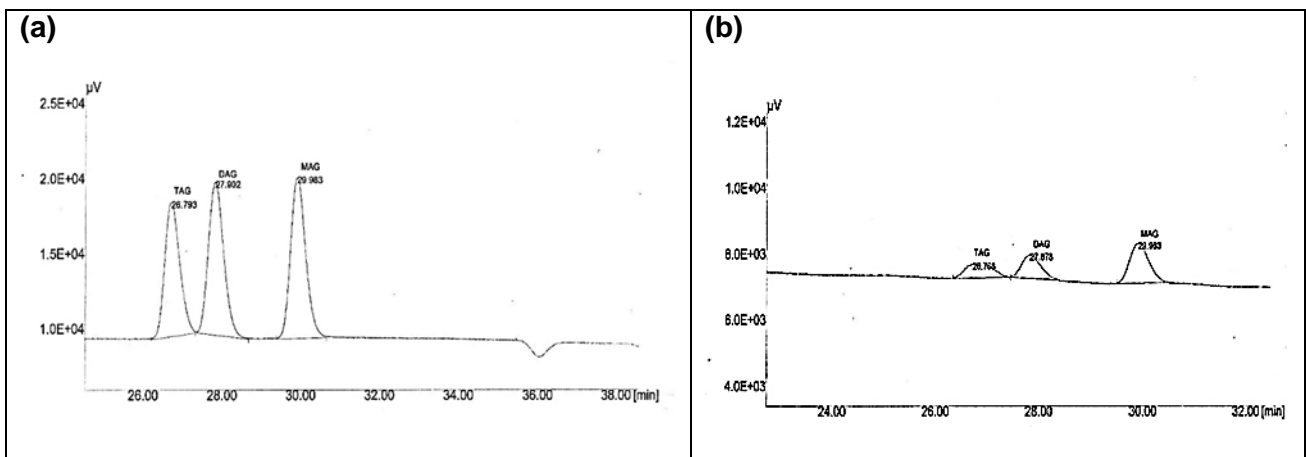 (a)
µV
2.5E+04
2.0E+04
1.5E+04
1.0E+04
TAG
26.793
DAG
27.902
MAG
29.983
26.00 28.00 30.00 32.00 34.00 36.00 38.00 [min]
(b)
µV
1.2E+04
1.0E+04
8.0E+03
6.0E+03
4.0E+03
TAG
26.768
DAG
27.873
MAG
29.983
24.00 26.00 28.00 30.00 32.00 [min]